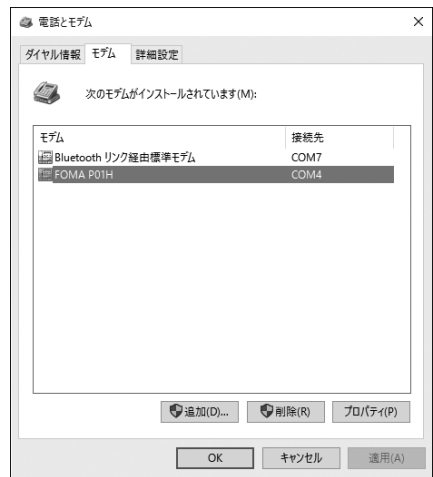 電話とモデム
ダイヤル情報 モデム 詳細設定
次のモデムがインストールされています(M):
モデム 接続先
Bluetooth リンク経由標準モデム COM7
FOMA P01H COM4
追加(D)... 削除(R) プロパティ(P)
OK キャンセル 適用(A)